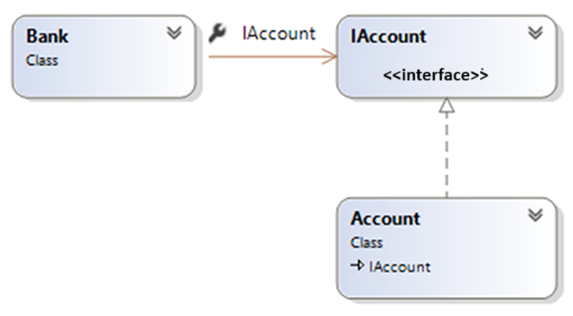 Bank
Class
IAccount
IAccount
<<interface>>
Account
Class
IAccount